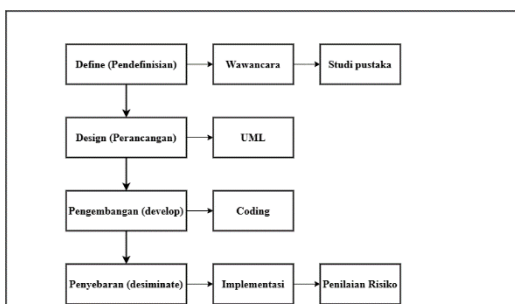 Define (Pendefinisian) Wawancara Studi pustaka
Design (Perancangan) UML
Pengembangan (develop) Coding
Penyebaran (desiminate) Implementasi Penilaian Risiko